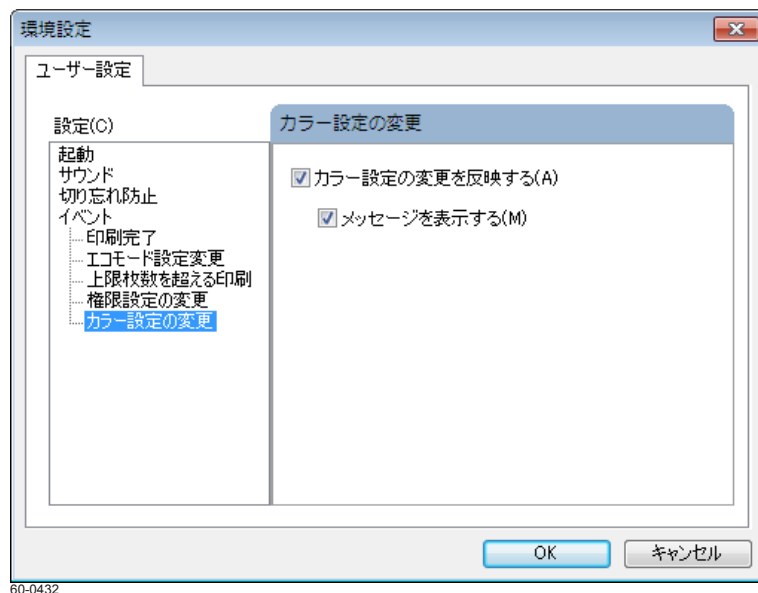 環境設定
ユーザー設定
設定(C)
起動
サウンド
切り忘れ防止
イベント
印刷完了
エコモード設定変更
上限枚数を超える印刷
権限設定の変更
カラー設定の変更
カラー設定の変更
カラー設定の変更を反映する(A)
メッセージを表示する(M)
OK
キャンセル
60-0432